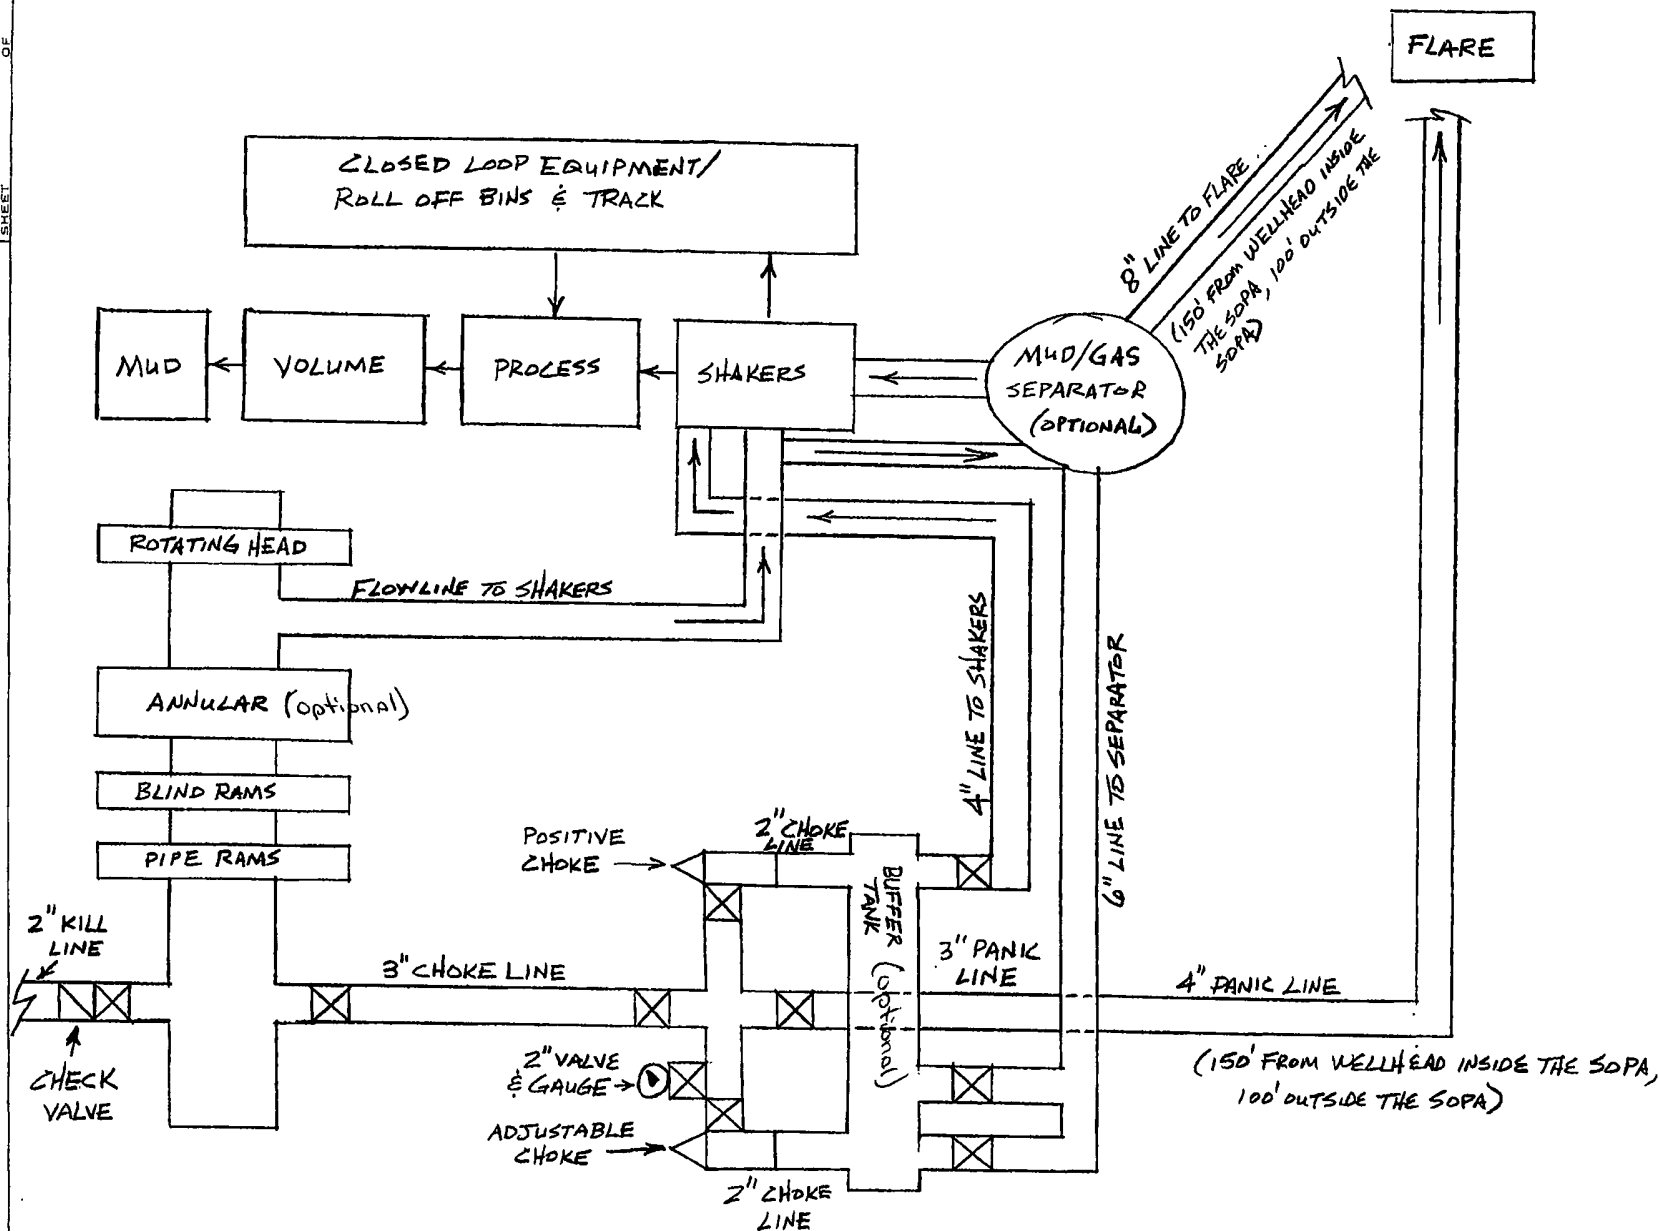 OF
SHEET
FLARE
CLOSED LOOP EQUIPMENT/
ROLL OFF BINS & TRACK
8" LINE TO FLARE...
(150' FROM WELLHEAD INSIDE
THE SOPA, 100' OUTSIDE THE
SOPA)
MUD
VOLUME
PROCESS
SHAKERS
MUD/GAS
SEPARATOR
(OPTIONAL)
ROTATING HEAD
FLOWLINE TO SHAKERS
ANNULAR (optional)
BLIND RAMS
PIPE RAMS
4" LINE TO SHAKERS
6" LINE TO SEPARATOR
POSITIVE
CHOKE
2" CHOKE
LINE
BUFFER
TANK
(optional)
2" KILL
LINE
3" CHOKE LINE
3" PANIC
LINE
4" PANIC LINE
CHECK
VALVE
2" VALVE
& GAUGE
(150' FROM WELLHEAD INSIDE THE SOPA,
100' OUTSIDE THE SOPA)
ADJUSTABLE
CHOKE
2" CHOKE
LINE